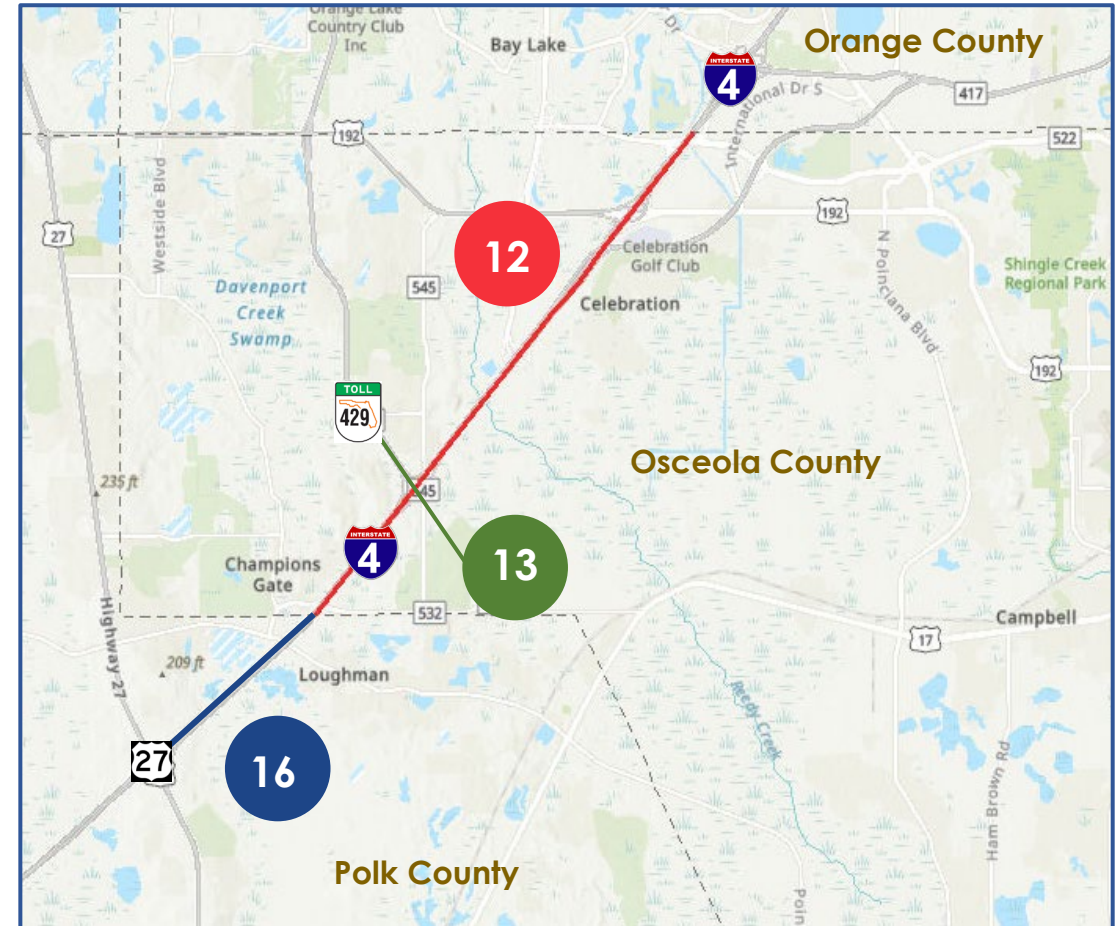 Orange Lake
Country Club
Inc
Bay Lake
Dr
INTERSTATE
4
Orange County
International Dr S
417
192
522
27
Westside Blvd
12
192
Celebration
Golf Club
N Poinciana Blvd
Shingle Creek
Regional Park
Davenport
Creek
Swamp
545
Celebration
192
TOLL
429
Osceola County
235 ft
545
INTERSTATE
4
13
Champions
Gate
532
Campbell
17
Highway 27
209 ft
Loughman
Reedy Creek
27
16
Ham Brown Rd
Polk County
Poin